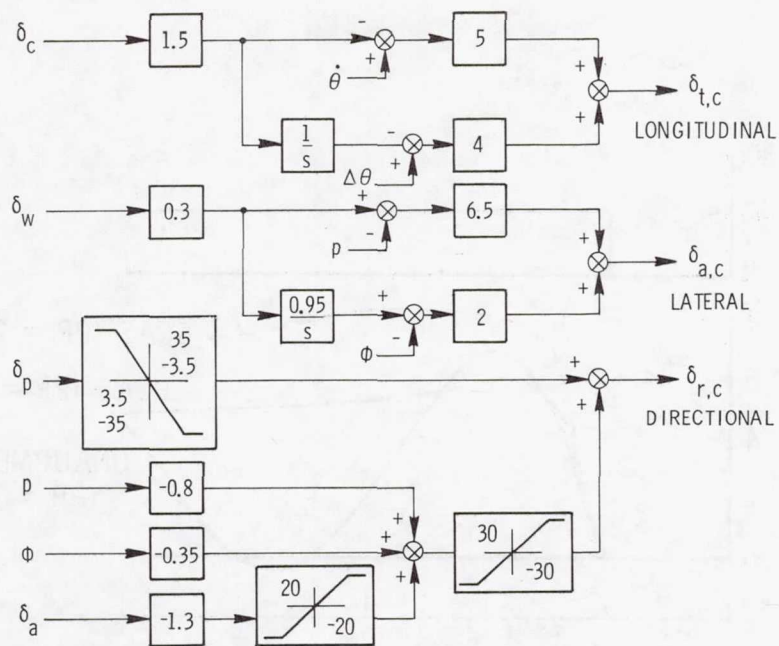 δc 1.5 - + 5
θ̇ + + δt,c
LONGITUDINAL
1/s - + 4
Δθ
δw 0.3 + - 6.5
p + + δa,c
LATERAL
0.95/s + - 2
ϕ
δp 35 -3.5 3.5 -35 + + δr,c
DIRECTIONAL
p -0.8 +
ϕ -0.35 + 30 -30
δa -1.3 20 -20 +